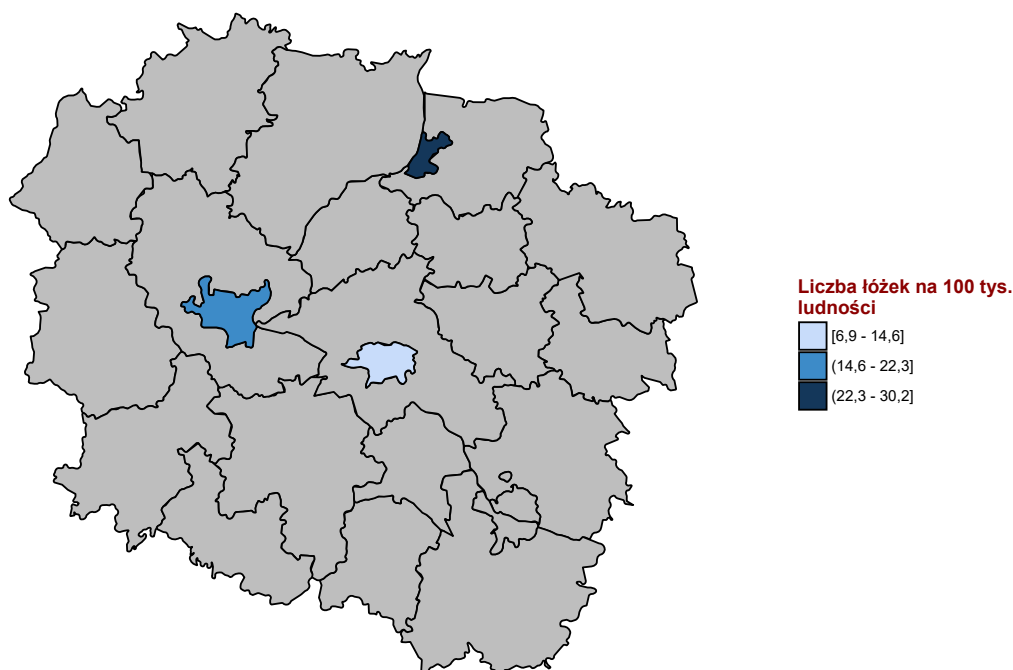 Liczba łóżek na 100 tys.
ludności
[6,9 - 14,6]
(14,6 - 22,3]
(22,3 - 30,2]